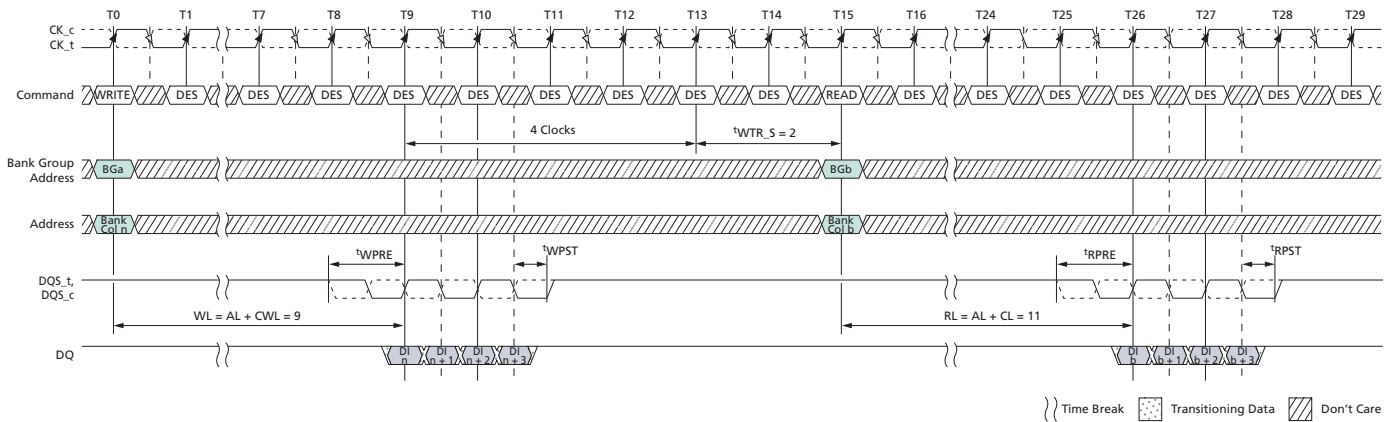 T0 T1 T7 T8 T9 T10 T11 T12 T13 T14 T15 T16 T24 T25 T26 T27 T28 T29
CK_c
CK_t
Command WRITE DES DES DES DES DES DES DES DES DES READ DES DES DES DES DES DES DES
4 Clocks tWTR_S = 2
Bank Group
Address BGa BGb
Address Bank
Col n Bank
Col b
tWPRE tWPST tRPRE tRPST
DQS_t,
DQS_c
WL = AL + CWL = 9 RL = AL + CL = 11
DQ DI
n DI
n + 1 DI
n + 2 DI
n + 3 DI
b DI
b + 1 DI
b + 2 DI
b + 3
Time Break Transitioning Data Don't Care